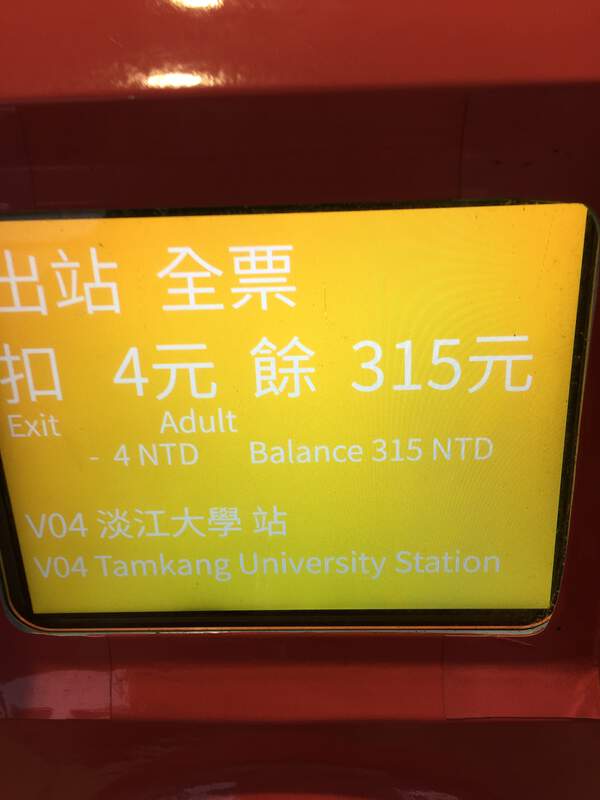 出站 全票
扣 4元 餘 315元
Exit Adult
- 4 NTD Balance 315 NTD
V04 淡江大學 站
V04 Tamkang University Station